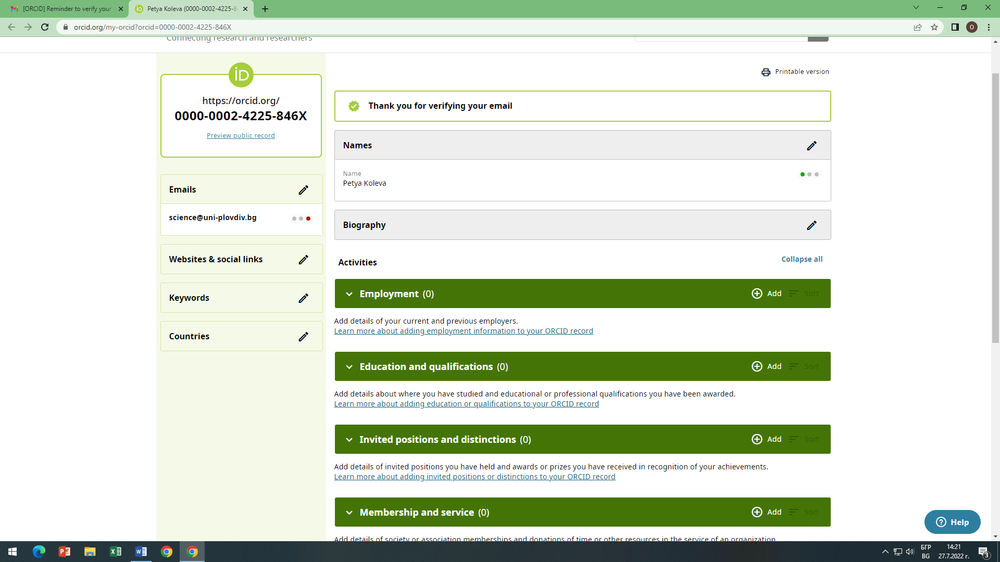 [ORCID] Reminder to verify your
Petya Koleva (0000-0002-4225-8
orcid.org/my-orcid?orcid=0000-0002-4225-846X
O
Connecting research and researchers
iD
https://orcid.org/
0000-0002-4225-846X
Preview public record
Emails
science@uni-plovdiv.bg
Websites & social links
Keywords
Countries
Printable version
Thank you for verifying your email
Names
Name
Petya Koleva
Biography
Activities
Collapse all
Employment (0)
Add
Sort
Add details of your current and previous employers.
Learn more about adding employment information to your ORCID record
Education and qualifications (0)
Add
Sort
Add details about where you have studied and educational or professional qualifications you have been awarded.
Learn more about adding education or qualifications to your ORCID record
Invited positions and distinctions (0)
Add
Sort
Add details of invited positions you have held and awards or prizes you have received in recognition of your achievements.
Learn more about adding invited positions or distinctions to your ORCID record
Membership and service (0)
Add
Sort
Add details of society or association memberships and donations of time or other resources in the service of an organization.
Help
БГР
BG
14:21
27.7.2022 г.
3